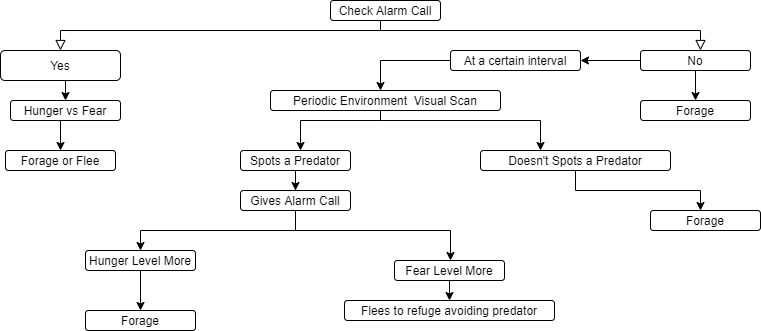 Check Alarm Call
Yes
At a certain interval
No
Hunger vs Fear
Periodic Environment Visual Scan
Forage
Forage or Flee
Spots a Predator
Doesn't Spots a Predator
Gives Alarm Call
Forage
Hunger Level More
Fear Level More
Forage
Flees to refuge avoiding predator